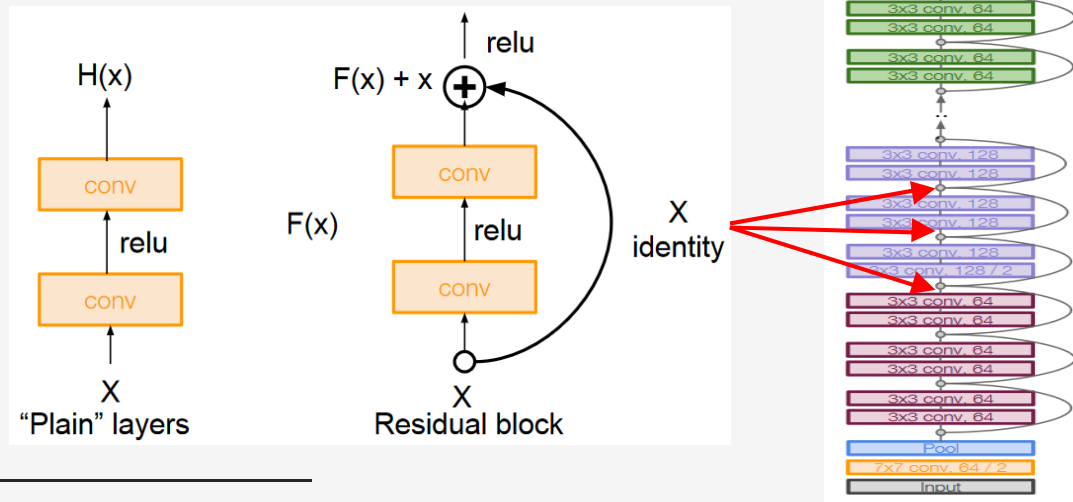 H(x)
conv
relu
conv
X
“Plain” layers
relu
F(x) + x
+
conv
F(x)
relu
conv
X
Residual block
X
identity
3x3 conv, 64
3x3 conv, 64
3x3 conv, 64
3x3 conv, 64
..
3x3 conv, 128
3x3 conv, 128
3x3 conv, 128
3x3 conv, 128
3x3 conv, 128
3x3 conv, 128 / 2
3x3 conv, 64
3x3 conv, 64
3x3 conv, 64
3x3 conv, 64
3x3 conv, 64
3x3 conv, 64
Pool
7x7 conv, 64 / 2
Input